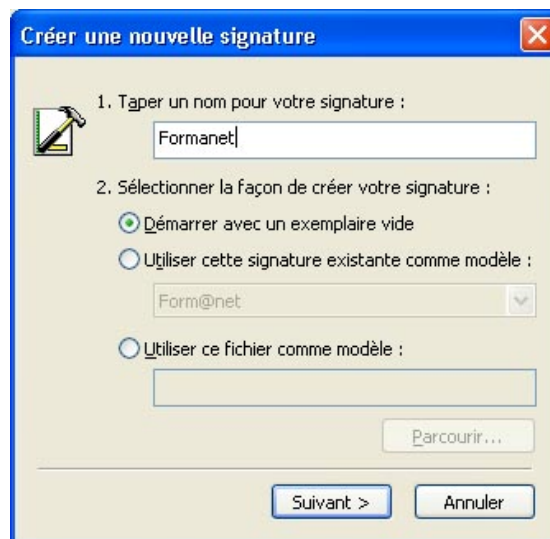 Créer une nouvelle signature
1. Taper un nom pour votre signature :
Formanet
2. Sélectionner la façon de créer votre signature :
Démarrer avec un exemplaire vide
Utiliser cette signature existante comme modèle :
Form@net
Utiliser ce fichier comme modèle :
Parcourir...
Suivant > Annuler